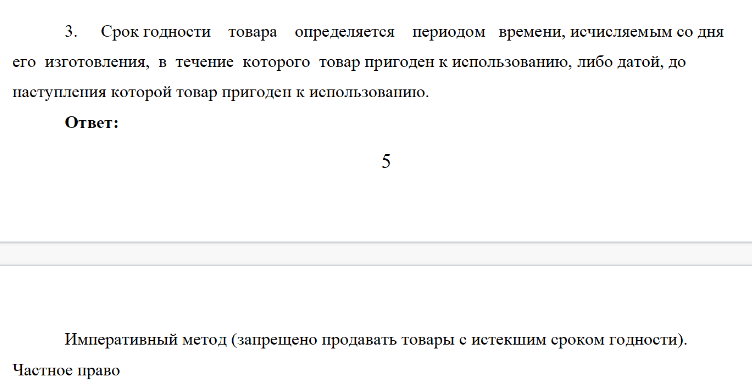 3. Срок годности товара определяется периодом времени, исчисляемым со дня
его изготовления, в течение которого товар пригоден к использованию, либо датой, до
наступления которой товар пригоден к использованию.
Ответ:
5
Императивный метод (запрещено продавать товары с истекшим сроком годности).
Частное право